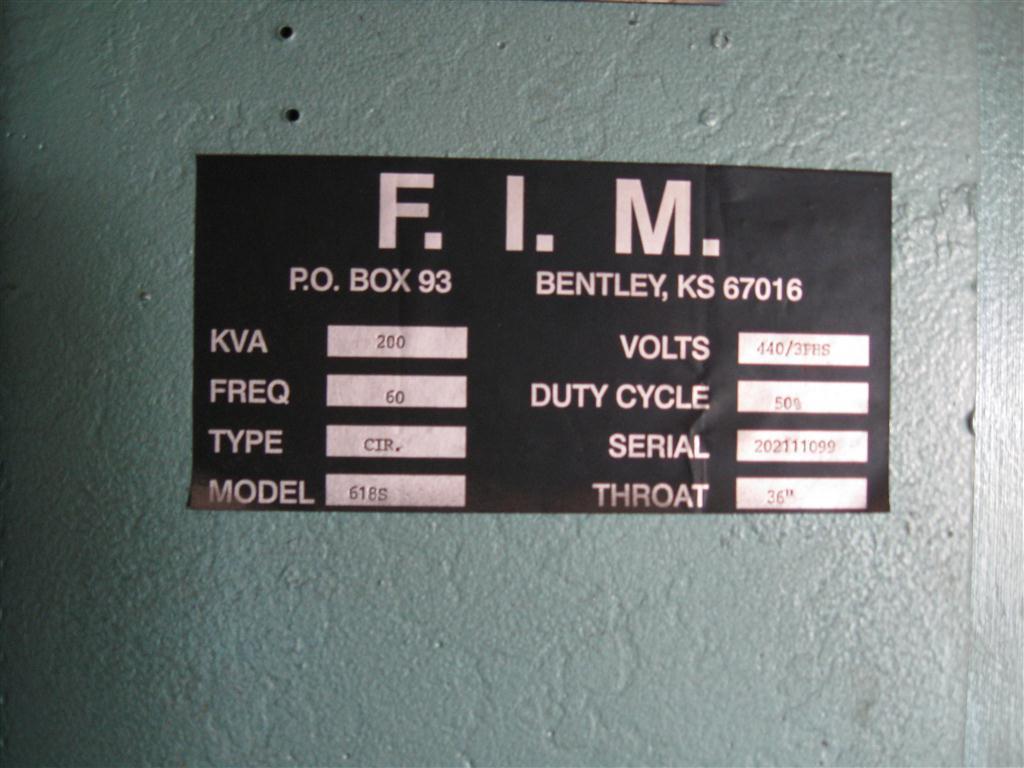 F. I. M.
P.O. BOX 93 BENTLEY, KS 67016
KVA 200 VOLTS 440/3PHS
FREQ 60 DUTY CYCLE 50%
TYPE CIR. SERIAL 202111099
MODEL 618S THROAT 36"